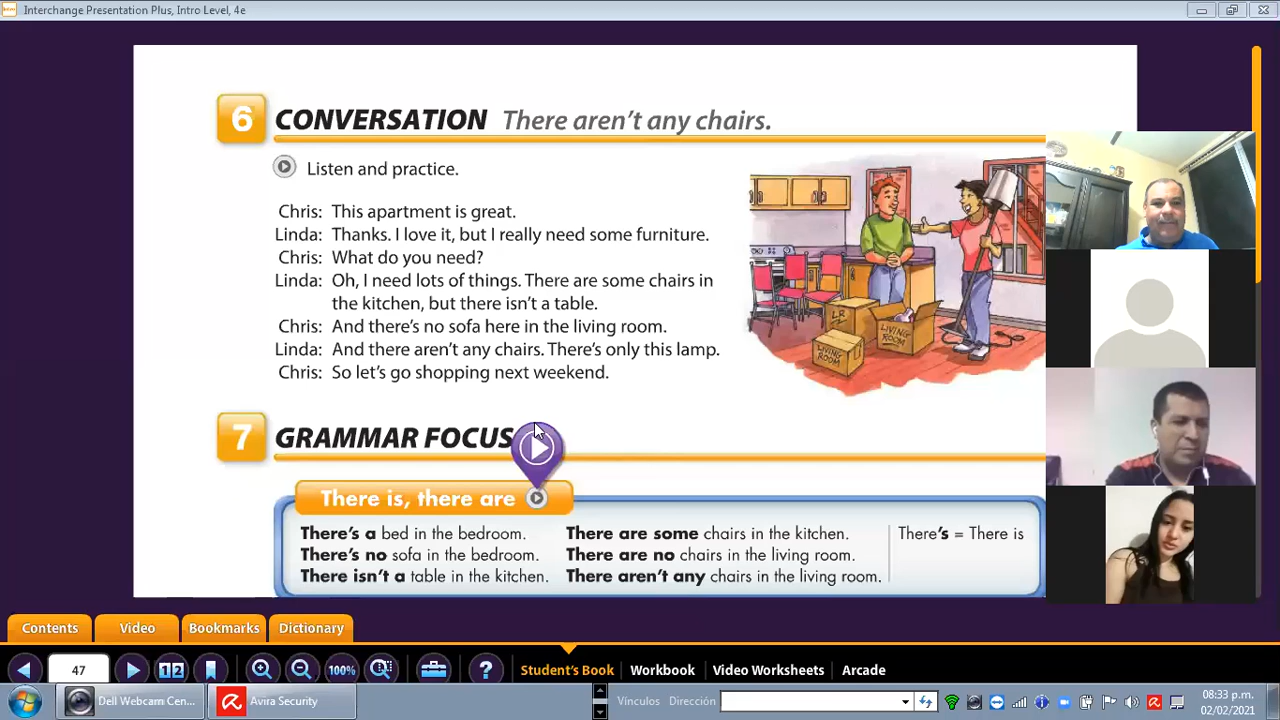 Interchange Presentation Plus, Intro Level, 4e
6 CONVERSATION There aren't any chairs.
Listen and practice.
Chris: This apartment is great.
Linda: Thanks. I love it, but I really need some furniture.
Chris: What do you need?
Linda: Oh, I need lots of things. There are some chairs in
the kitchen, but there isn't a table.
Chris: And there's no sofa here in the living room.
Linda: And there aren't any chairs. There's only this lamp.
Chris: So let's go shopping next weekend.
LR
LIVING
ROOM
LIVING
ROOM
7 GRAMMAR FOCUS
There is, there are
There's a bed in the bedroom. There are some chairs in the kitchen. There's = There is
There's no sofa in the bedroom. There are no chairs in the living room.
There isn't a table in the kitchen. There aren't any chairs in the living room.
Contents Video Bookmarks Dictionary
47 12 100% ? Student's Book Workbook Video Worksheets Arcade
Dell Webcam Cen... Avira Security Vínculos Dirección 08:33 p.m.
02/02/2021